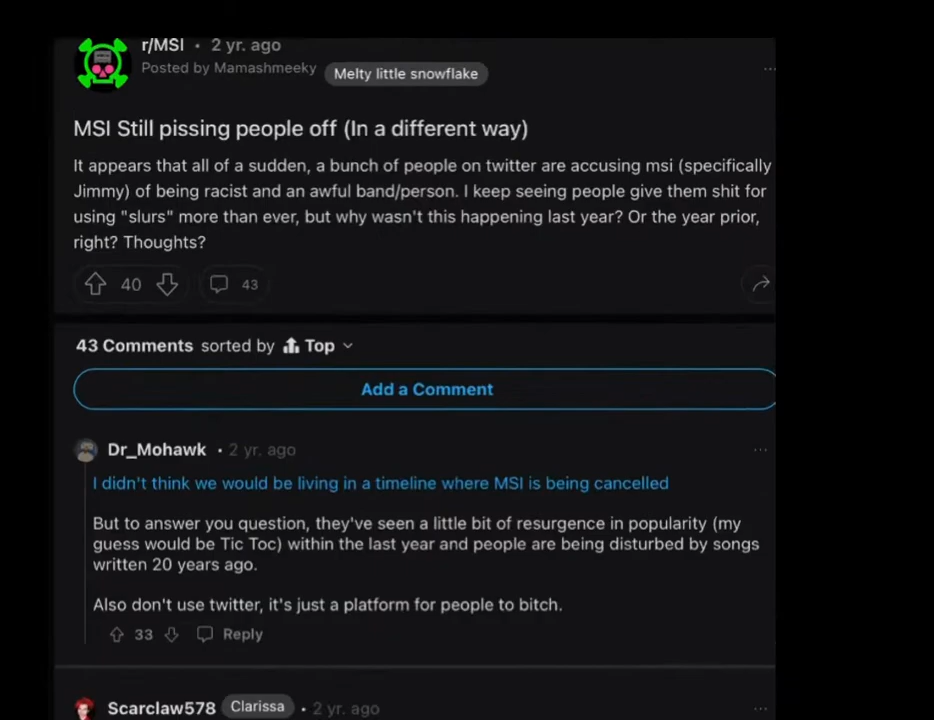 r/MSI • 2 yr. ago
Posted by Mamashmeeky Melty little snowflake
MSI Still pissing people off (In a different way)
It appears that all of a sudden, a bunch of people on twitter are accusing msi (specifically
Jimmy) of being racist and an awful band/person. I keep seeing people give them shit for
using "slurs" more than ever, but why wasn't this happening last year? Or the year prior,
right? Thoughts?
40 43
43 Comments sorted by Top
Add a Comment
Dr_Mohawk • 2 yr. ago
I didn't think we would be living in a timeline where MSI is being cancelled
But to answer you question, they've seen a little bit of resurgence in popularity (my
guess would be Tic Toc) within the last year and people are being disturbed by songs
written 20 years ago.
Also don't use twitter, it's just a platform for people to bitch.
33 Reply
Scarclaw578 Clarissa • 2 yr. ago